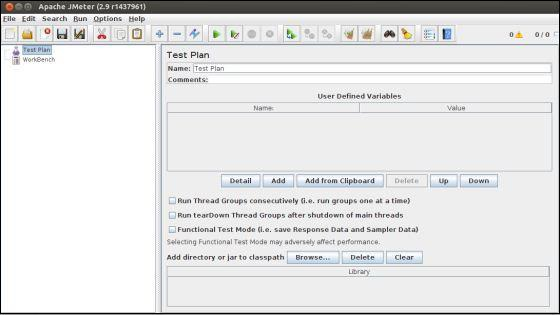 Apache JMeter (2.9 r1437961)
File Edit Search Run Options Help
0 0 / 0
Test Plan
WorkBench
Test Plan
Name: Test Plan
Comments:
User Defined Variables
Name: Value
Detail Add Add from Clipboard Delete Up Down
Run Thread Groups consecutively (i.e. run groups one at a time)
Run tearDown Thread Groups after shutdown of main threads
Functional Test Mode (i.e. save Response Data and Sampler Data)
Selecting Functional Test Mode may adversely affect performance.
Add directory or jar to classpath Browse... Delete Clear
Library